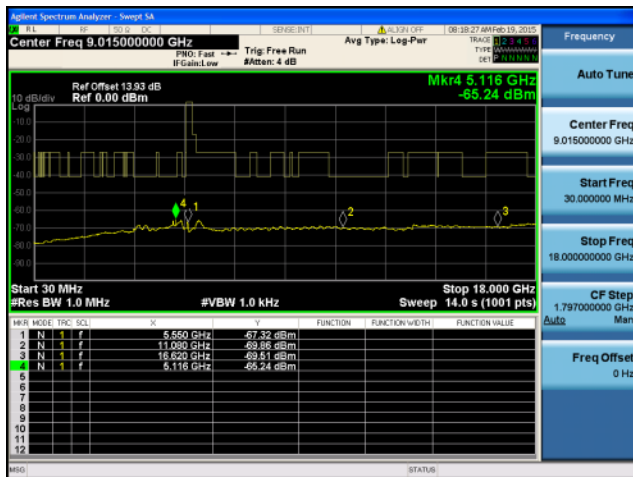 Agilent Spectrum Analyzer - Swept SA
RL RF 50 Ω DC SENSE:INT ALIGN OFF 08:18:27 AM Feb 19, 2015
Center Freq 9.015000000 GHz
PNO: Fast
IFGain:Low
Trig: Free Run
#Atten: 4 dB
Avg Type: Log-Pwr
TRACE 1 2 3 4 5 6
TYPE
DET P N N N N N
Mkr4 5.116 GHz
-65.24 dBm
Ref Offset 13.93 dB
10 dB/div Ref 0.00 dBm
Log
-10.0
-20.0
-30.0
-40.0
-50.0
-60.0
-70.0
-80.0
-90.0
4 1 2 3
Start 30 MHz Stop 18.000 GHz
#Res BW 1.0 MHz #VBW 1.0 kHz Sweep 14.0 s (1001 pts)
MKR MODE TRC SCL X Y FUNCTION FUNCTION WIDTH FUNCTION VALUE
1 N 1 f 5.550 GHz -67.32 dBm
2 N 1 f 11.080 GHz -69.86 dBm
3 N 1 f 16.620 GHz -69.51 dBm
4 N 1 f 5.116 GHz -65.24 dBm
5
6
7
8
9
10
11
12
MSG STATUS
Frequency
Auto Tune
Center Freq
9.015000000 GHz
Start Freq
30.000000 MHz
Stop Freq
18.000000000 GHz
CF Step
1.797000000 GHz
Auto Man
Freq Offset
0 Hz